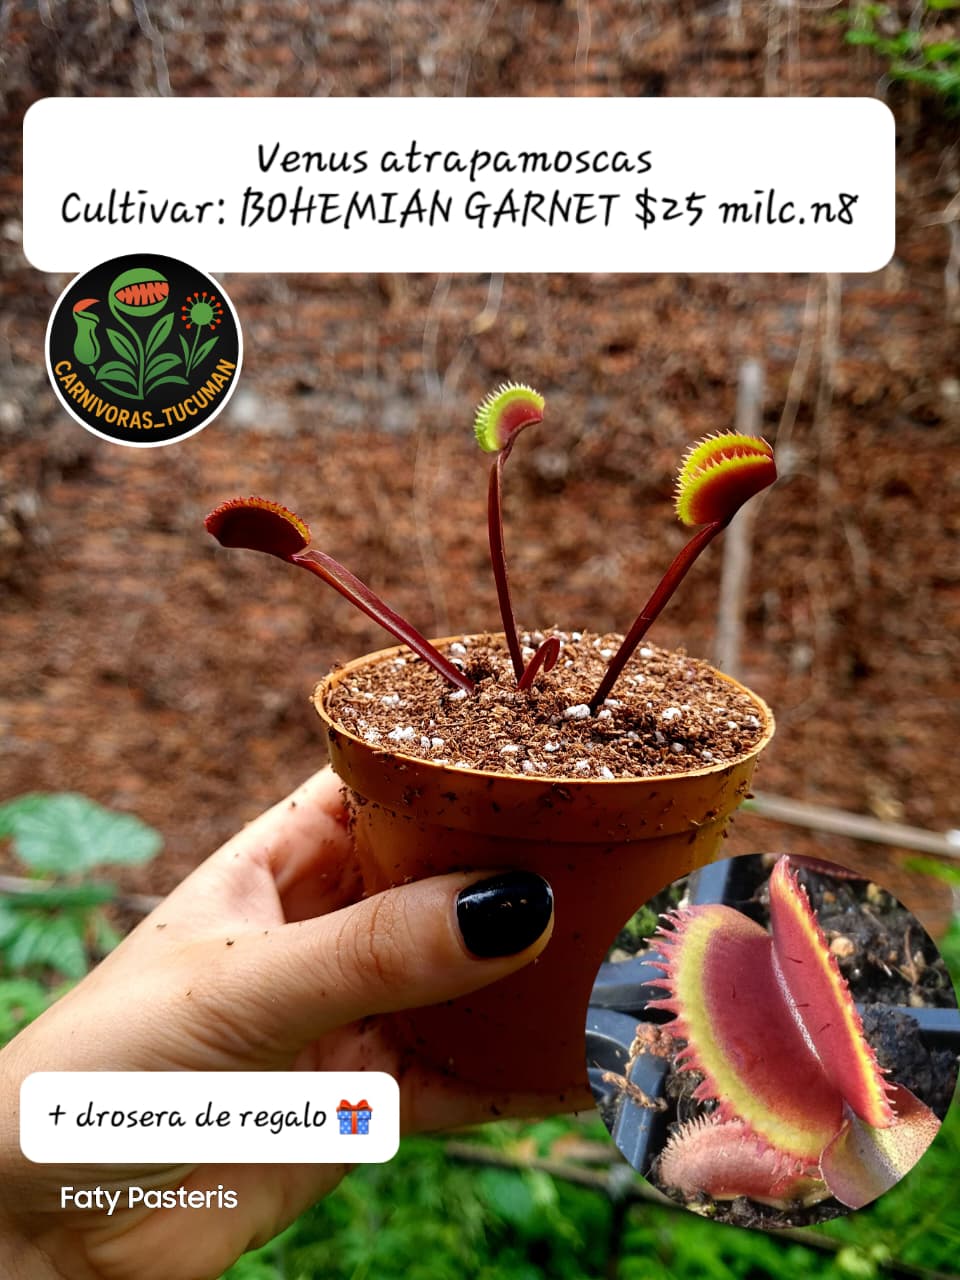 Venus atrapamoscas
Cultivar: BOHEMIAN GARNET $25 milc.n8
CARNIVORAS_TUCUMAN
+ drosera de regalo 🎁
Faty Pasteris